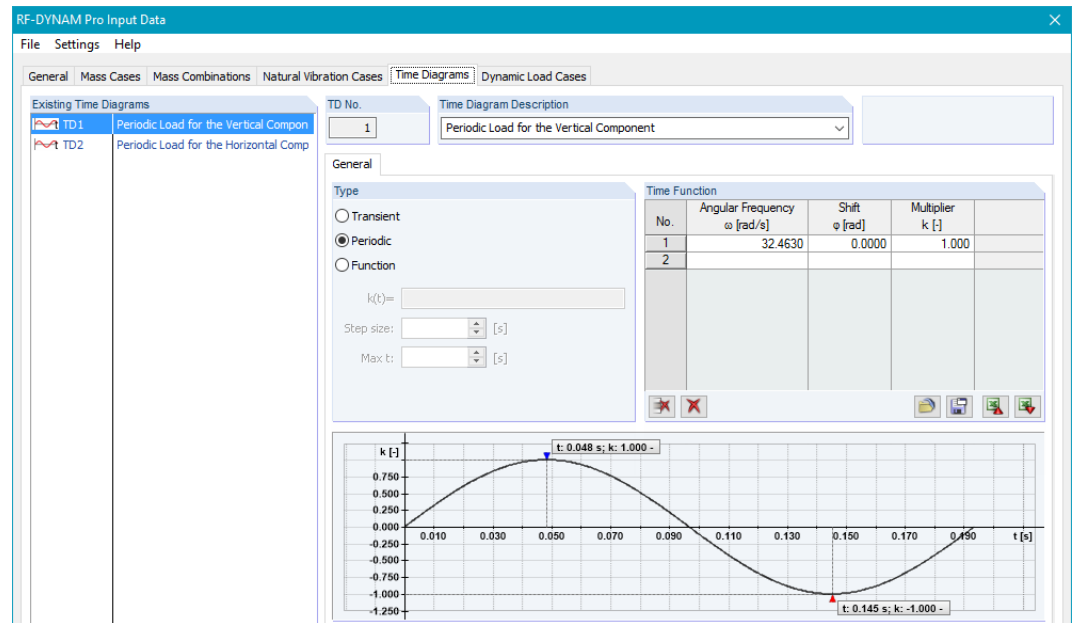 RF-DYNAM Pro Input Data
File Settings Help
General Mass Cases Mass Combinations Natural Vibration Cases Time Diagrams Dynamic Load Cases
Existing Time Diagrams
TD1 Periodic Load for the Vertical Compon
TD2 Periodic Load for the Horizontal Comp
TD No.
1
Time Diagram Description
Periodic Load for the Vertical Component
General
Type
Transient
Periodic
Function
k(t)=
Step size: [s]
Max t: [s]
Time Function
No. Angular Frequency ω [rad/s] Shift φ [rad] Multiplier k [-]
1 32.4630 0.0000 1.000
2
k [-]
t: 0.048 s; k: 1.000 -
0.750
0.500
0.250
0.000
0.010 0.030 0.050 0.070 0.090 0.110 0.130 0.150 0.170 0.190 t [s]
-0.250
-0.500
-0.750
-1.000
-1.250
t: 0.145 s; k: -1.000 -